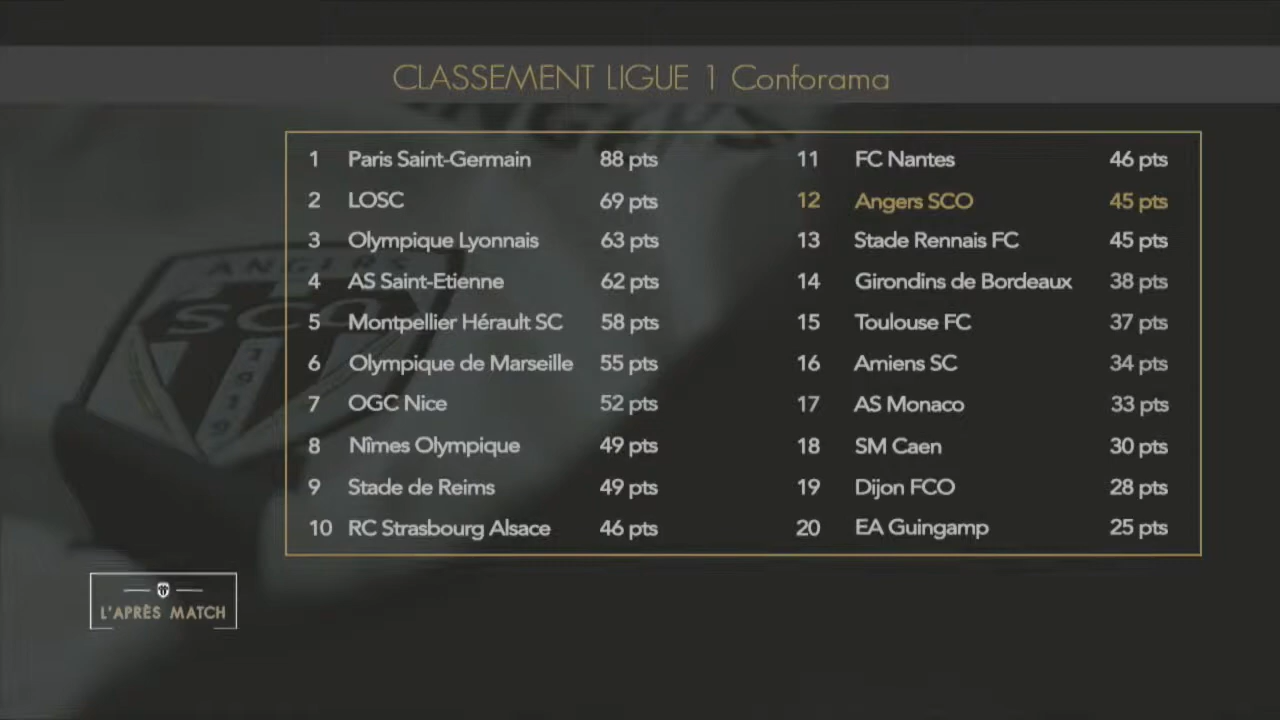 CLASSEMENT LIGUE 1 Conforama
1 Paris Saint-Germain 88 pts
2 LOSC 69 pts
3 Olympique Lyonnais 63 pts
4 AS Saint-Etienne 62 pts
5 Montpellier Hérault SC 58 pts
6 Olympique de Marseille 55 pts
7 OGC Nice 52 pts
8 Nîmes Olympique 49 pts
9 Stade de Reims 49 pts
10 RC Strasbourg Alsace 46 pts
11 FC Nantes 46 pts
12 Angers SCO 45 pts
13 Stade Rennais FC 45 pts
14 Girondins de Bordeaux 38 pts
15 Toulouse FC 37 pts
16 Amiens SC 34 pts
17 AS Monaco 33 pts
18 SM Caen 30 pts
19 Dijon FCO 28 pts
20 EA Guingamp 25 pts
ANGERS
SCO
1919
L'APRÈS MATCH